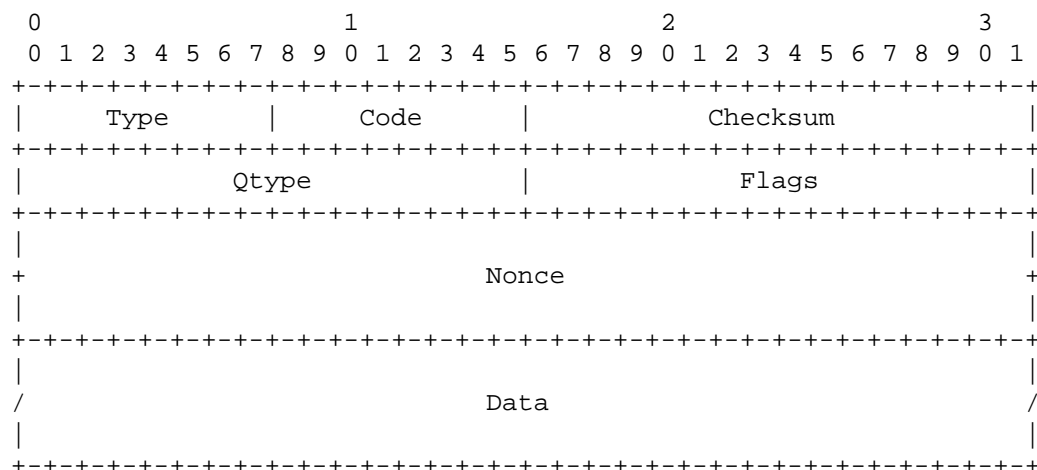 0                   1                   2                   3
 0 1 2 3 4 5 6 7 8 9 0 1 2 3 4 5 6 7 8 9 0 1 2 3 4 5 6 7 8 9 0 1
+-+-+-+-+-+-+-+-+-+-+-+-+-+-+-+-+-+-+-+-+-+-+-+-+-+-+-+-+-+-+-+-+
|     Type      |     Code      |           Checksum            |
+-+-+-+-+-+-+-+-+-+-+-+-+-+-+-+-+-+-+-+-+-+-+-+-+-+-+-+-+-+-+-+-+
|             Qtype             |             Flags             |
+-+-+-+-+-+-+-+-+-+-+-+-+-+-+-+-+-+-+-+-+-+-+-+-+-+-+-+-+-+-+-+-+
|                                                               |
+                             Nonce                             +
|                                                               |
+-+-+-+-+-+-+-+-+-+-+-+-+-+-+-+-+-+-+-+-+-+-+-+-+-+-+-+-+-+-+-+-+
|                                                               |
/                             Data                              /
|                                                               |
+-+-+-+-+-+-+-+-+-+-+-+-+-+-+-+-+-+-+-+-+-+-+-+-+-+-+-+-+-+-+-+-+